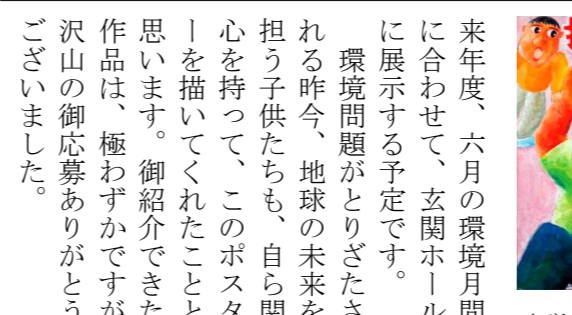 来年度、六月の環境月間
に合わせて、玄関ホール
に展示する予定です。
環境問題がとりざたさ
れる昨今、地球の未来を
担う子供たちも、自ら関
心を持って、このポスタ
ーを描いてくれたことと
思います。御紹介できた
作品は、極わずかですが
沢山の御応募ありがとう
ございました。